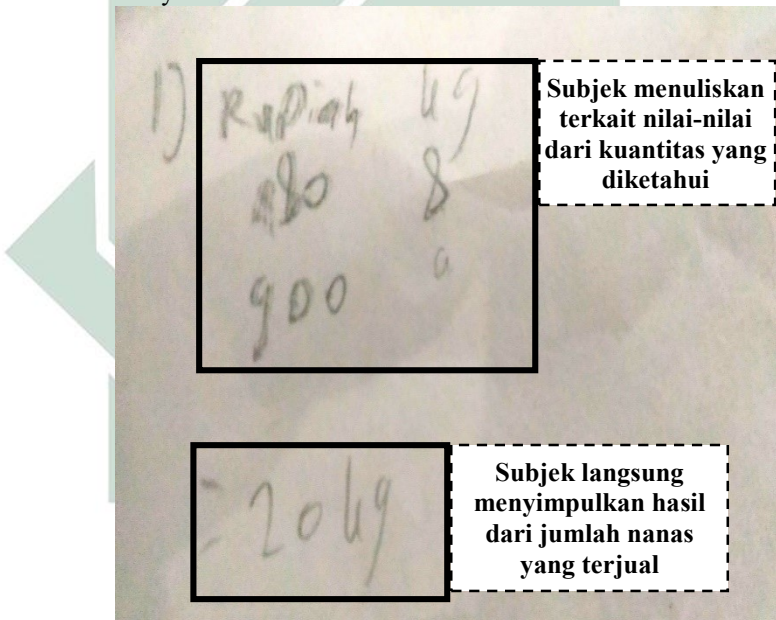 1) Rupiah kg
8
900
Subjek menuliskan
terkait nilai-nilai
dari kuantitas yang
diketahui
= 20 kg
Subjek langsung
menyimpulkan hasil
dari jumlah nanas
yang terjual